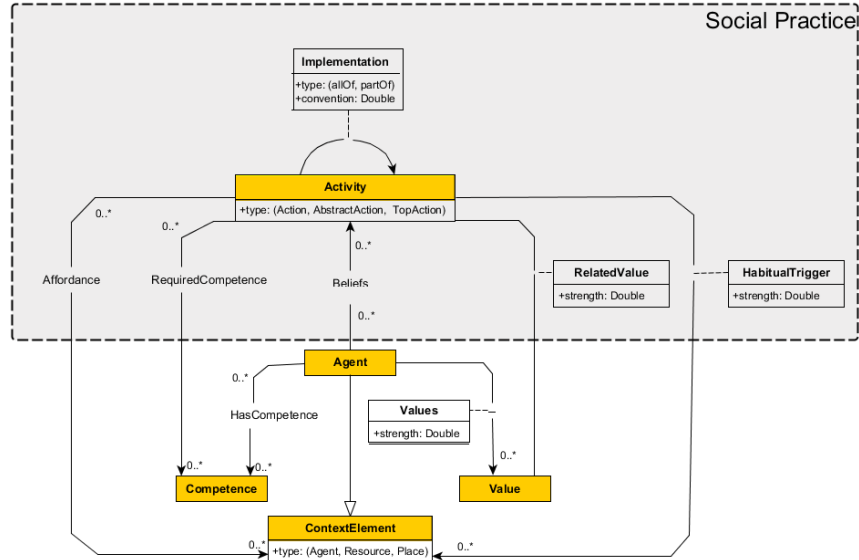 Social Practice
Implementation
+type: (allOf, partOf)
+convention: Double
Activity
+type: (Action, AbstractAction, TopAction)
0..*
0..*
0..*
Affordance
RequiredCompetence
Beliefs
RelatedValue
+strength: Double
HabitualTrigger
+strength: Double
0..*
Agent
0..*
HasCompetence
Values
+strength: Double
0..*
0..*
0..*
Competence
Value
ContextElement
+type: (Agent, Resource, Place)
0..*
0..*